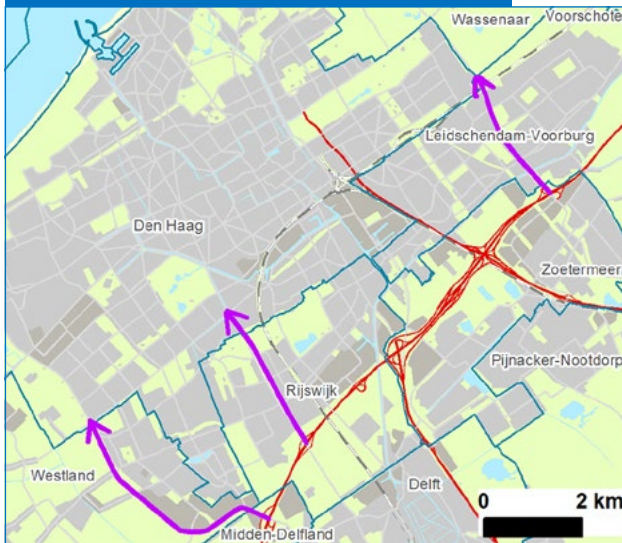 Wassenaar
Voorschote
Leidschendam-Voorburg
Den Haag
Zoetermeer
Pijnacker-Nootdorp
Rijswijk
Westland
Delft
Midden-Delfland
0 2 km